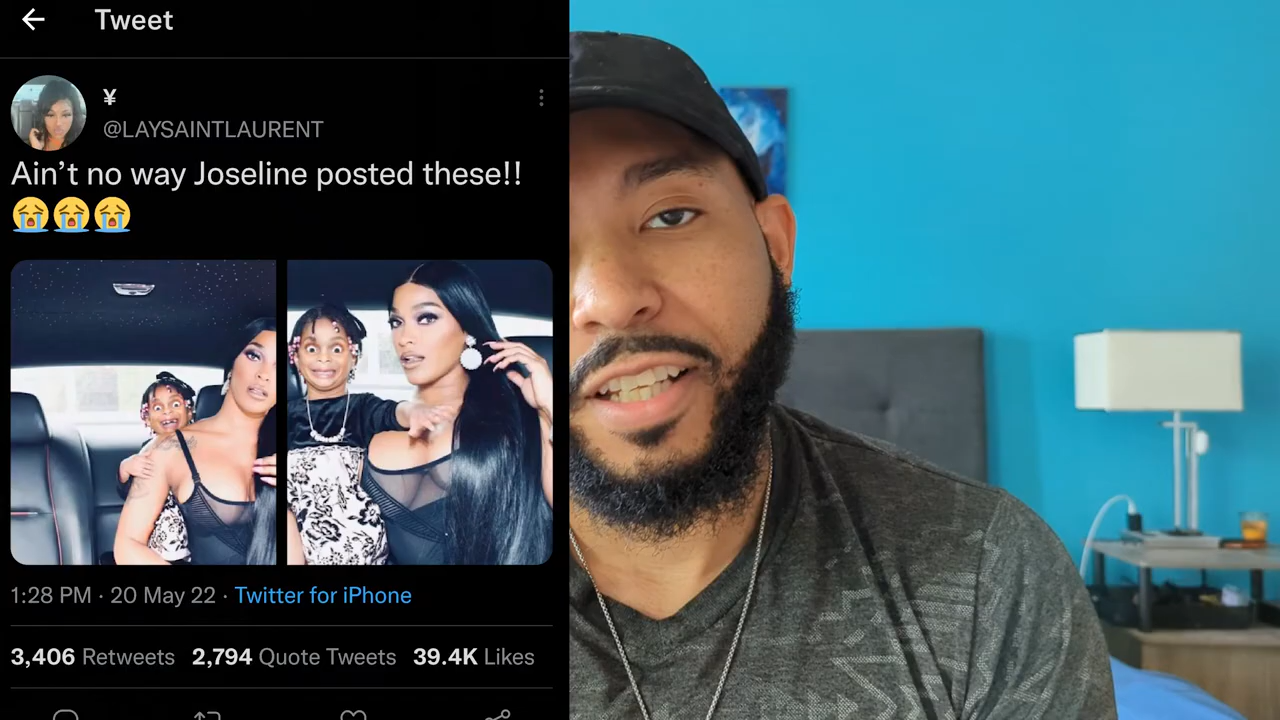 Tweet
¥
@LAYSAINTLAURENT
Ain’t no way Joseline posted these!!
😭😭😭
1:28 PM · 20 May 22 · Twitter for iPhone
3,406 Retweets 2,794 Quote Tweets 39.4K Likes